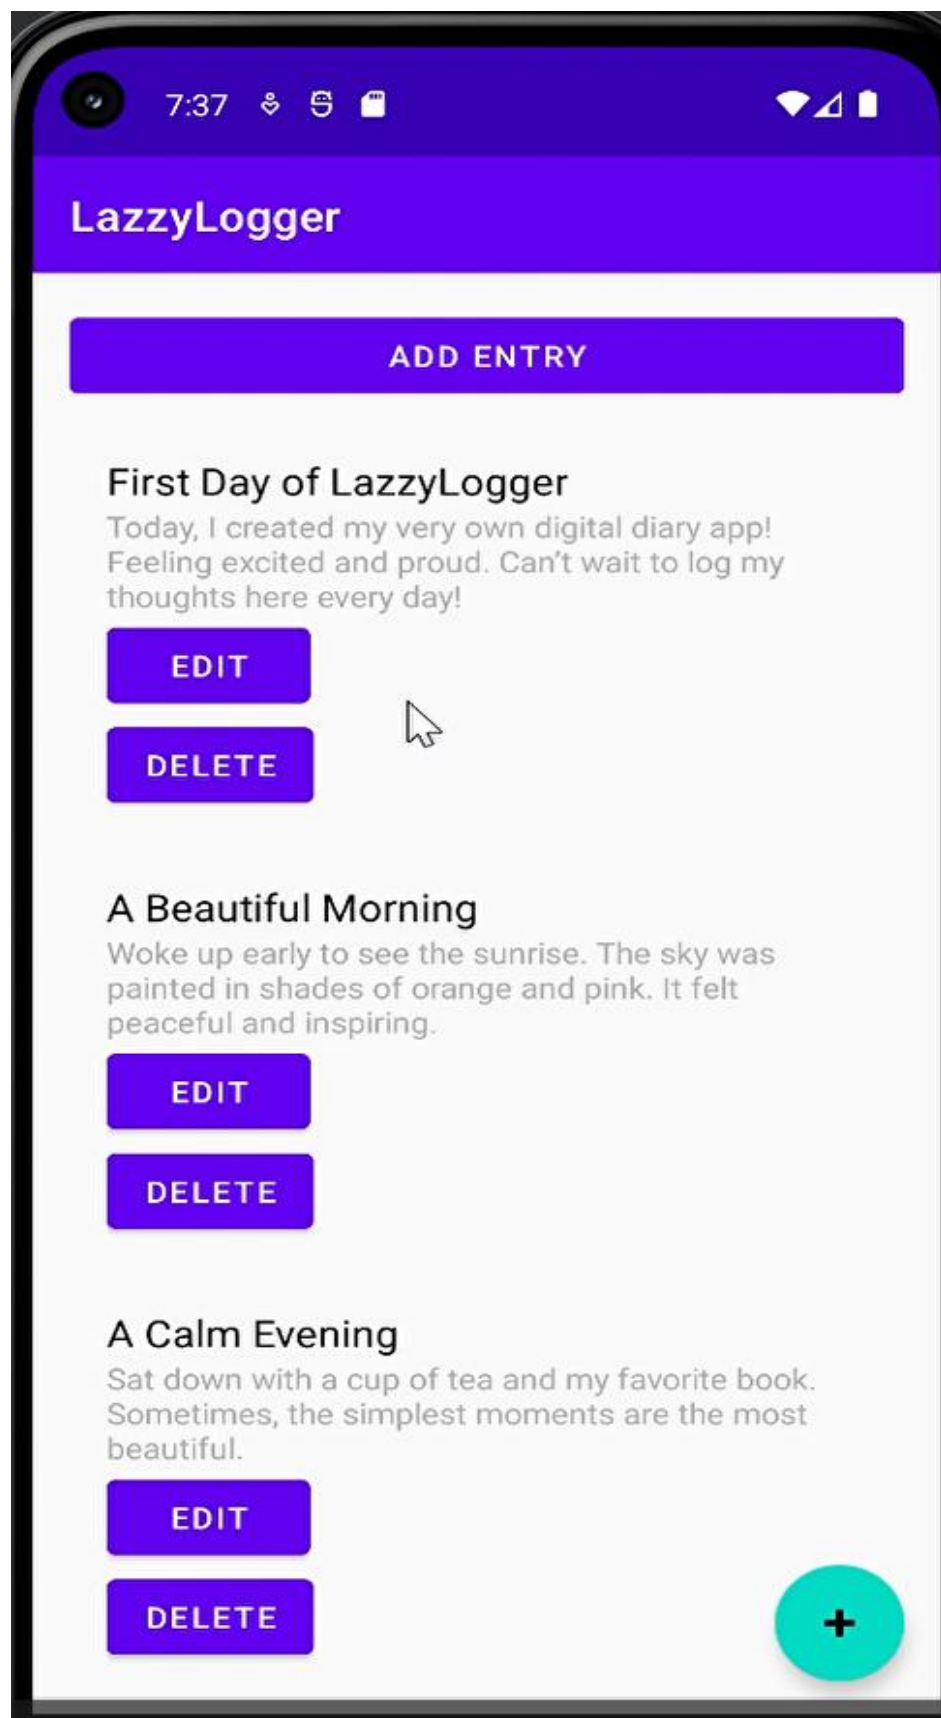 7:37
LazzyLogger
ADD ENTRY
First Day of LazzyLogger
Today, I created my very own digital diary app!
Feeling excited and proud. Can't wait to log my
thoughts here every day!
EDIT
DELETE
A Beautiful Morning
Woke up early to see the sunrise. The sky was
painted in shades of orange and pink. It felt
peaceful and inspiring.
EDIT
DELETE
A Calm Evening
Sat down with a cup of tea and my favorite book.
Sometimes, the simplest moments are the most
beautiful.
EDIT
DELETE
+